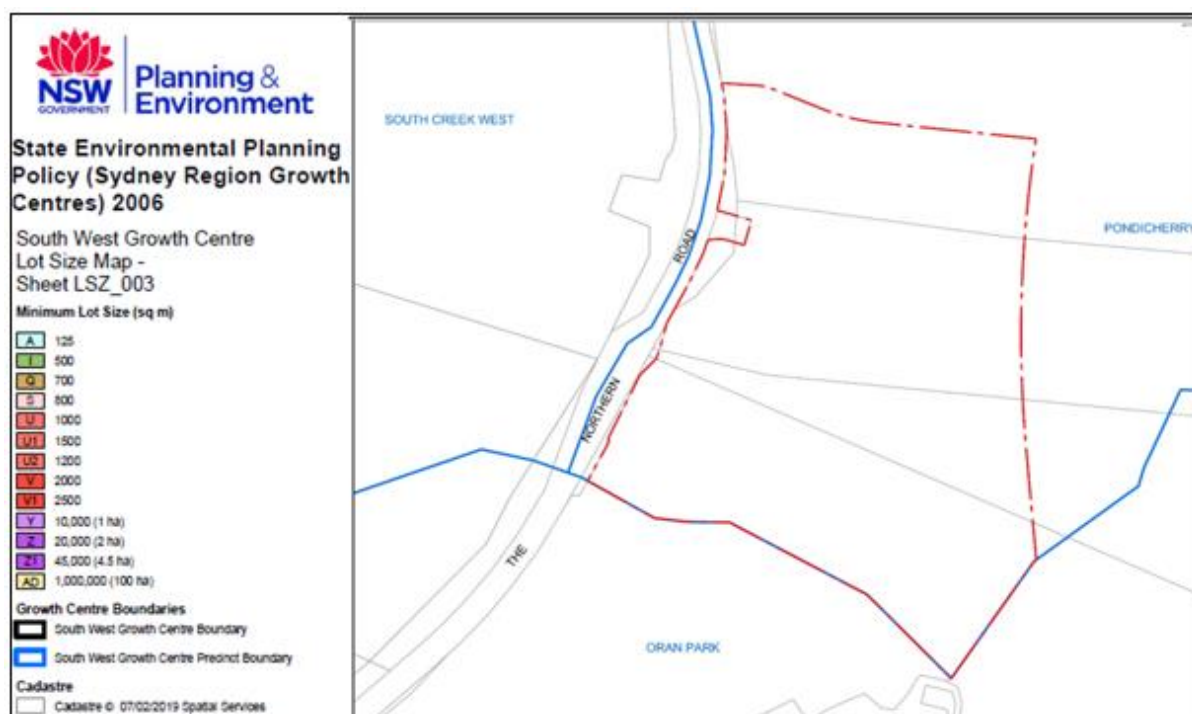 NSW
GOVERNMENT
Planning &
Environment
State Environmental Planning
Policy (Sydney Region Growth
Centres) 2006
South West Growth Centre
Lot Size Map -
Sheet LSZ_003
Minimum Lot Size (sq m)
A 125
I 500
Q 700
S 800
U 1000
U1 1500
U2 1200
V 2000
V1 2500
Y 10,000 (1 ha)
Z 20,000 (2 ha)
Z1 45,000 (4.5 ha)
AD 1,000,000 (100 ha)
Growth Centre Boundaries
South West Growth Centre Boundary
South West Growth Centre Precinct Boundary
Cadastre
Cadastre © 07/02/2019 Spatial Services
SOUTH CREEK WEST
PONDICHERRY
ROAD
NORTHERN
THE
ORAN PARK